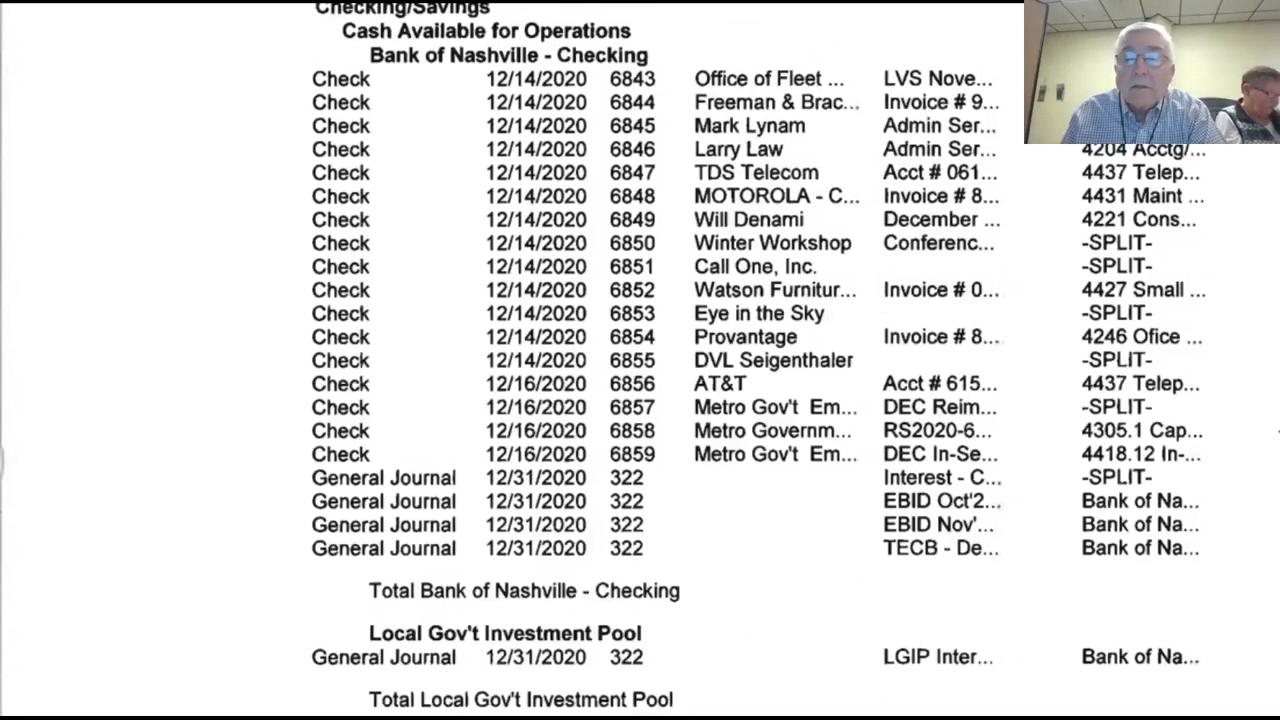 Checking/Savings
Cash Available for Operations
Bank of Nashville - Checking
Check 12/14/2020 6843 Office of Fleet ... LVS Nove...
Check 12/14/2020 6844 Freeman & Brac... Invoice # 9...
Check 12/14/2020 6845 Mark Lynam Admin Ser...
Check 12/14/2020 6846 Larry Law Admin Ser... 4204 Acctg/...
Check 12/14/2020 6847 TDS Telecom Acct # 061... 4437 Telep...
Check 12/14/2020 6848 MOTOROLA - C... Invoice # 8... 4431 Maint ...
Check 12/14/2020 6849 Will Denami December ... 4221 Cons...
Check 12/14/2020 6850 Winter Workshop Conferenc... -SPLIT-
Check 12/14/2020 6851 Call One, Inc. -SPLIT-
Check 12/14/2020 6852 Watson Furnitur... Invoice # 0... 4427 Small ...
Check 12/14/2020 6853 Eye in the Sky -SPLIT-
Check 12/14/2020 6854 Provantage Invoice # 8... 4246 Ofice ...
Check 12/14/2020 6855 DVL Seigenthaler -SPLIT-
Check 12/16/2020 6856 AT&T Acct # 615... 4437 Telep...
Check 12/16/2020 6857 Metro Gov't Em... DEC Reim... -SPLIT-
Check 12/16/2020 6858 Metro Governm... RS2020-6... 4305.1 Cap...
Check 12/16/2020 6859 Metro Gov't Em... DEC In-Se... 4418.12 In-...
General Journal 12/31/2020 322 Interest - C... -SPLIT-
General Journal 12/31/2020 322 EBID Oct'2... Bank of Na...
General Journal 12/31/2020 322 EBID Nov'... Bank of Na...
General Journal 12/31/2020 322 TECB - De... Bank of Na...
Total Bank of Nashville - Checking
Local Gov't Investment Pool
General Journal 12/31/2020 322 LGIP Inter... Bank of Na...
Total Local Gov't Investment Pool